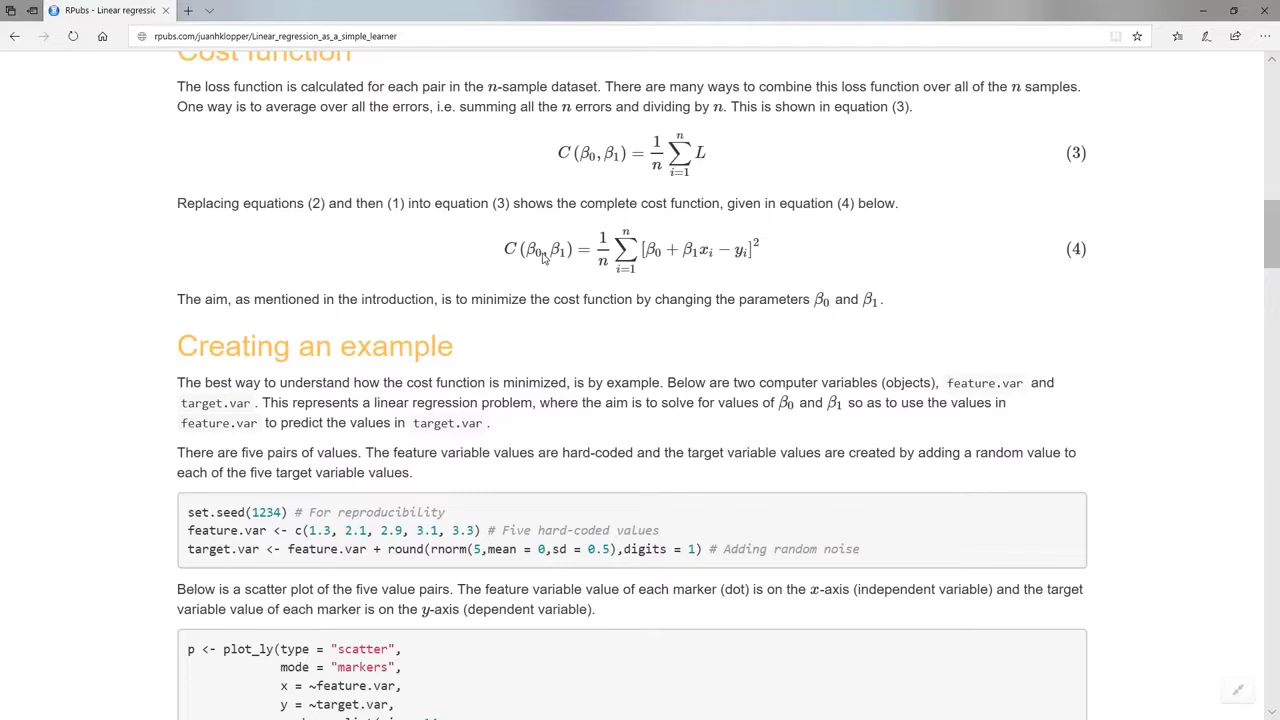 RPubs - Linear regressic
rpubs.com/juanhklopper/Linear_regression_as_a_simple_learner
Cost function
The loss function is calculated for each pair in the n-sample dataset. There are many ways to combine this loss function over all of the n samples.
One way is to average over all the errors, i.e. summing all the n errors and dividing by n. This is shown in equation (3).
C (β₀, β₁) = 1/n ∑ᵢ₌₁ⁿ L (3)
Replacing equations (2) and then (1) into equation (3) shows the complete cost function, given in equation (4) below.
C (β₀, β₁) = 1/n ∑ᵢ₌₁ⁿ [β₀ + β₁xᵢ − yᵢ]² (4)
The aim, as mentioned in the introduction, is to minimize the cost function by changing the parameters β₀ and β₁.
Creating an example
The best way to understand how the cost function is minimized, is by example. Below are two computer variables (objects), feature.var and
target.var . This represents a linear regression problem, where the aim is to solve for values of β₀ and β₁ so as to use the values in
feature.var to predict the values in target.var .
There are five pairs of values. The feature variable values are hard-coded and the target variable values are created by adding a random value to
each of the five target variable values.
set.seed(1234) # For reproducibility
feature.var <- c(1.3, 2.1, 2.9, 3.1, 3.3) # Five hard-coded values
target.var <- feature.var + round(rnorm(5,mean = 0,sd = 0.5),digits = 1) # Adding random noise
Below is a scatter plot of the five value pairs. The feature variable value of each marker (dot) is on the x-axis (independent variable) and the target
variable value of each marker is on the y-axis (dependent variable).
p <- plot_ly(type = "scatter",
mode = "markers",
x = ~feature.var,
y = ~target.var,